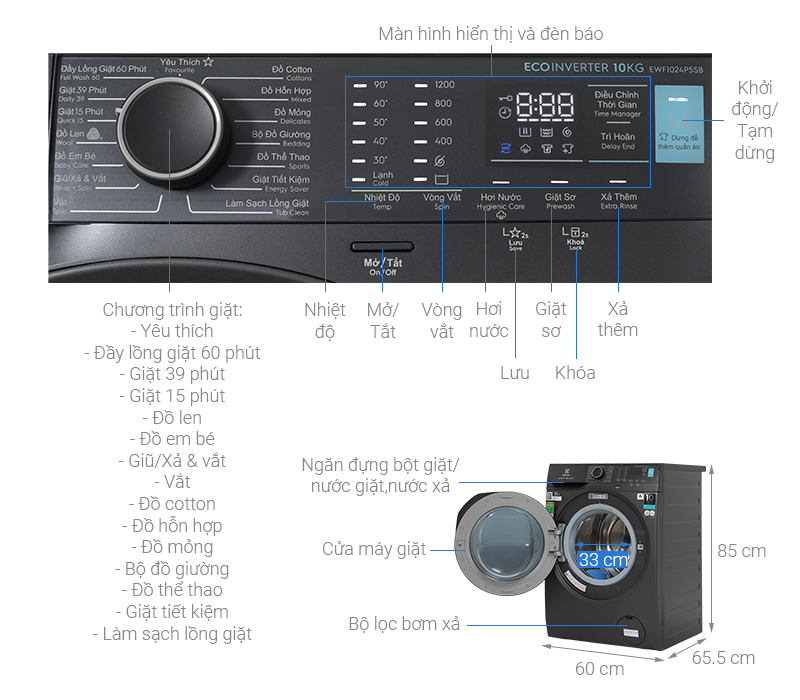 Màn hình hiển thị và đèn báo
ECOINVERTER 10KG EWF1024P5SB
Yêu Thích
Favourite
Đầy Lồng Giặt 60 Phút
Full Wash 60
Giặt 39 Phút
Daily 39
Giặt 15 Phút
Quick 15
Đồ Len
Wool
Đồ Em Bé
Baby Care
Giũ/Xả & Vắt
Rinse + Spin
Vắt
Spin
Đồ Cotton
Cottons
Đồ Hỗn Hợp
Mixed
Đồ Mỏng
Delicates
Bộ Đồ Giường
Bedding
Đồ Thể Thao
Sports
Giặt Tiết Kiệm
Energy Saver
Làm Sạch Lồng Giặt
Tub Clean
90° 1200
60° 800
50° 600
40° 400
30°
Lạnh
Cold
Nhiệt Độ
Temp
Vòng Vắt
Spin
8:88
Điều Chỉnh
Thời Gian
Time Manager
Trì Hoãn
Delay End
Dừng để
thêm quần áo
Hơi Nước
Hygienic Care
Giặt Sơ
Prewash
Xả Thêm
Extra Rinse
2s
Lưu
Save
2s
Khoá
Lock
Mở/Tắt
On/Off
Khởi
động/
Tạm
dừng
Chương trình giặt:
- Yêu thích
- Đầy lồng giặt 60 phút
- Giặt 39 phút
- Giặt 15 phút
- Đồ len
- Đồ em bé
- Giũ/Xả & vắt
- Vắt
- Đồ cotton
- Đồ hỗn hợp
- Đồ mỏng
- Bộ đồ giường
- Đồ thể thao
- Giặt tiết kiệm
- Làm sạch lồng giặt
Nhiệt
độ
Mở/
Tắt
Vòng
vắt
Hơi
nước
Giặt
sơ
Xả
thêm
Lưu
Khóa
Ngăn đựng bột giặt/
nước giặt,nước xả
Cửa máy giặt
Bộ lọc bơm xả
33 cm
85 cm
65.5 cm
60 cm